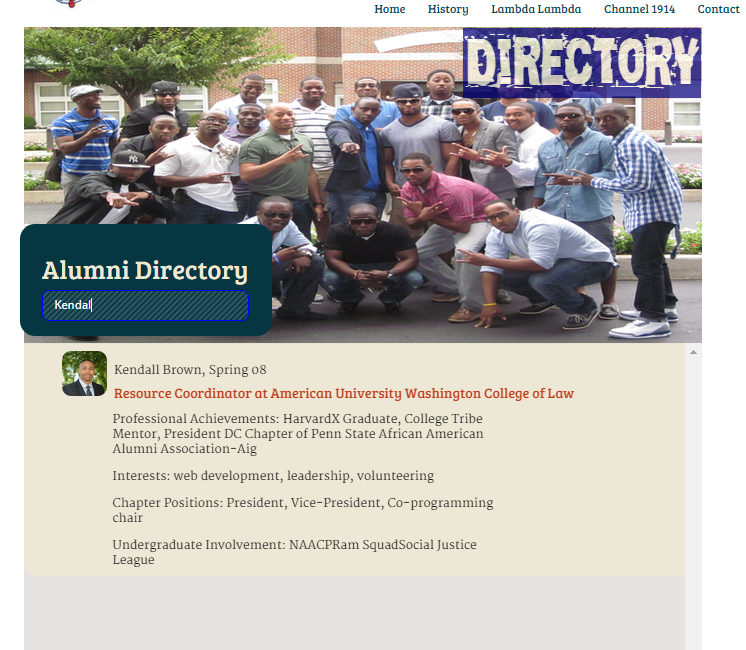 Home History Lambda Lambda Channel 1914 Contact
DIRECTORY
NY
Alumni Directory
Kendal
Kendall Brown, Spring 08
Resource Coordinator at American University Washington College of Law
Professional Achievements: HarvardX Graduate, College Tribe
Mentor, President DC Chapter of Penn State African American
Alumni Association-Aig
Interests: web development, leadership, volunteering
Chapter Positions: President, Vice-President, Co-programming
chair
Undergraduate Involvement: NAACPRam SquadSocial Justice
League